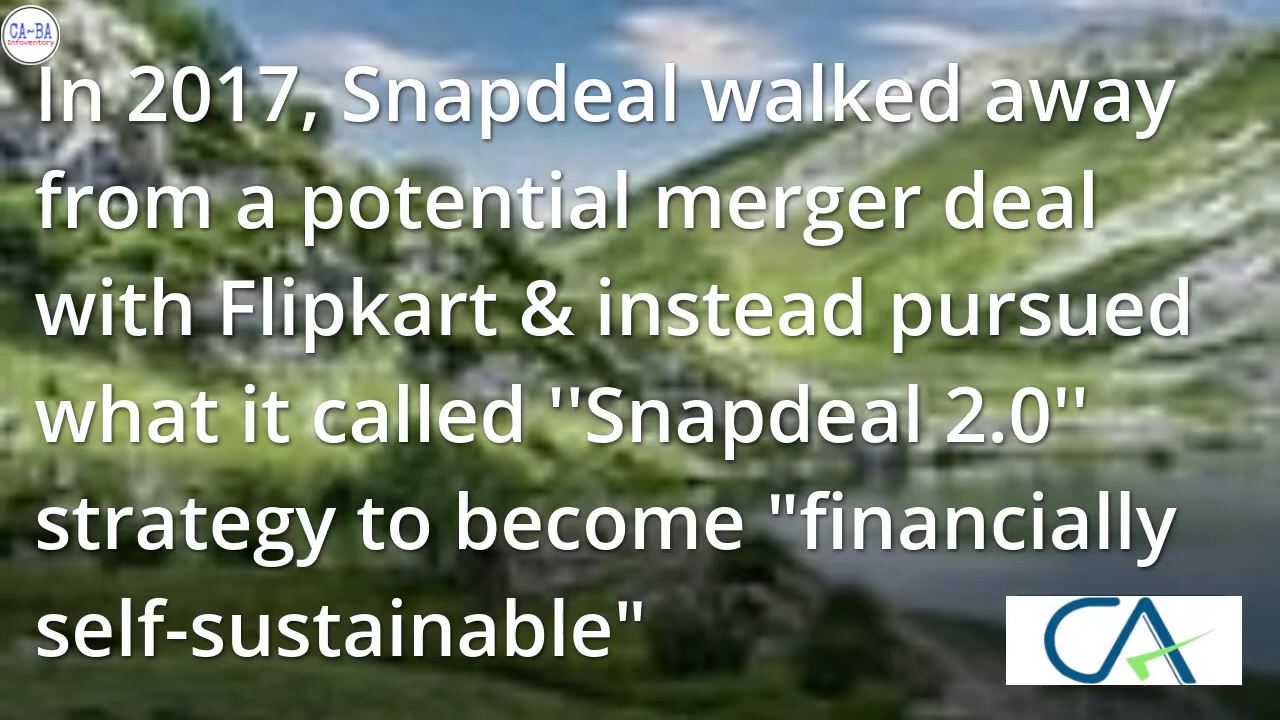 CA~BA
Infoventory
In 2017, Snapdeal walked away
from a potential merger deal
with Flipkart & instead pursued
what it called ''Snapdeal 2.0''
strategy to become "financially
self-sustainable"
CA